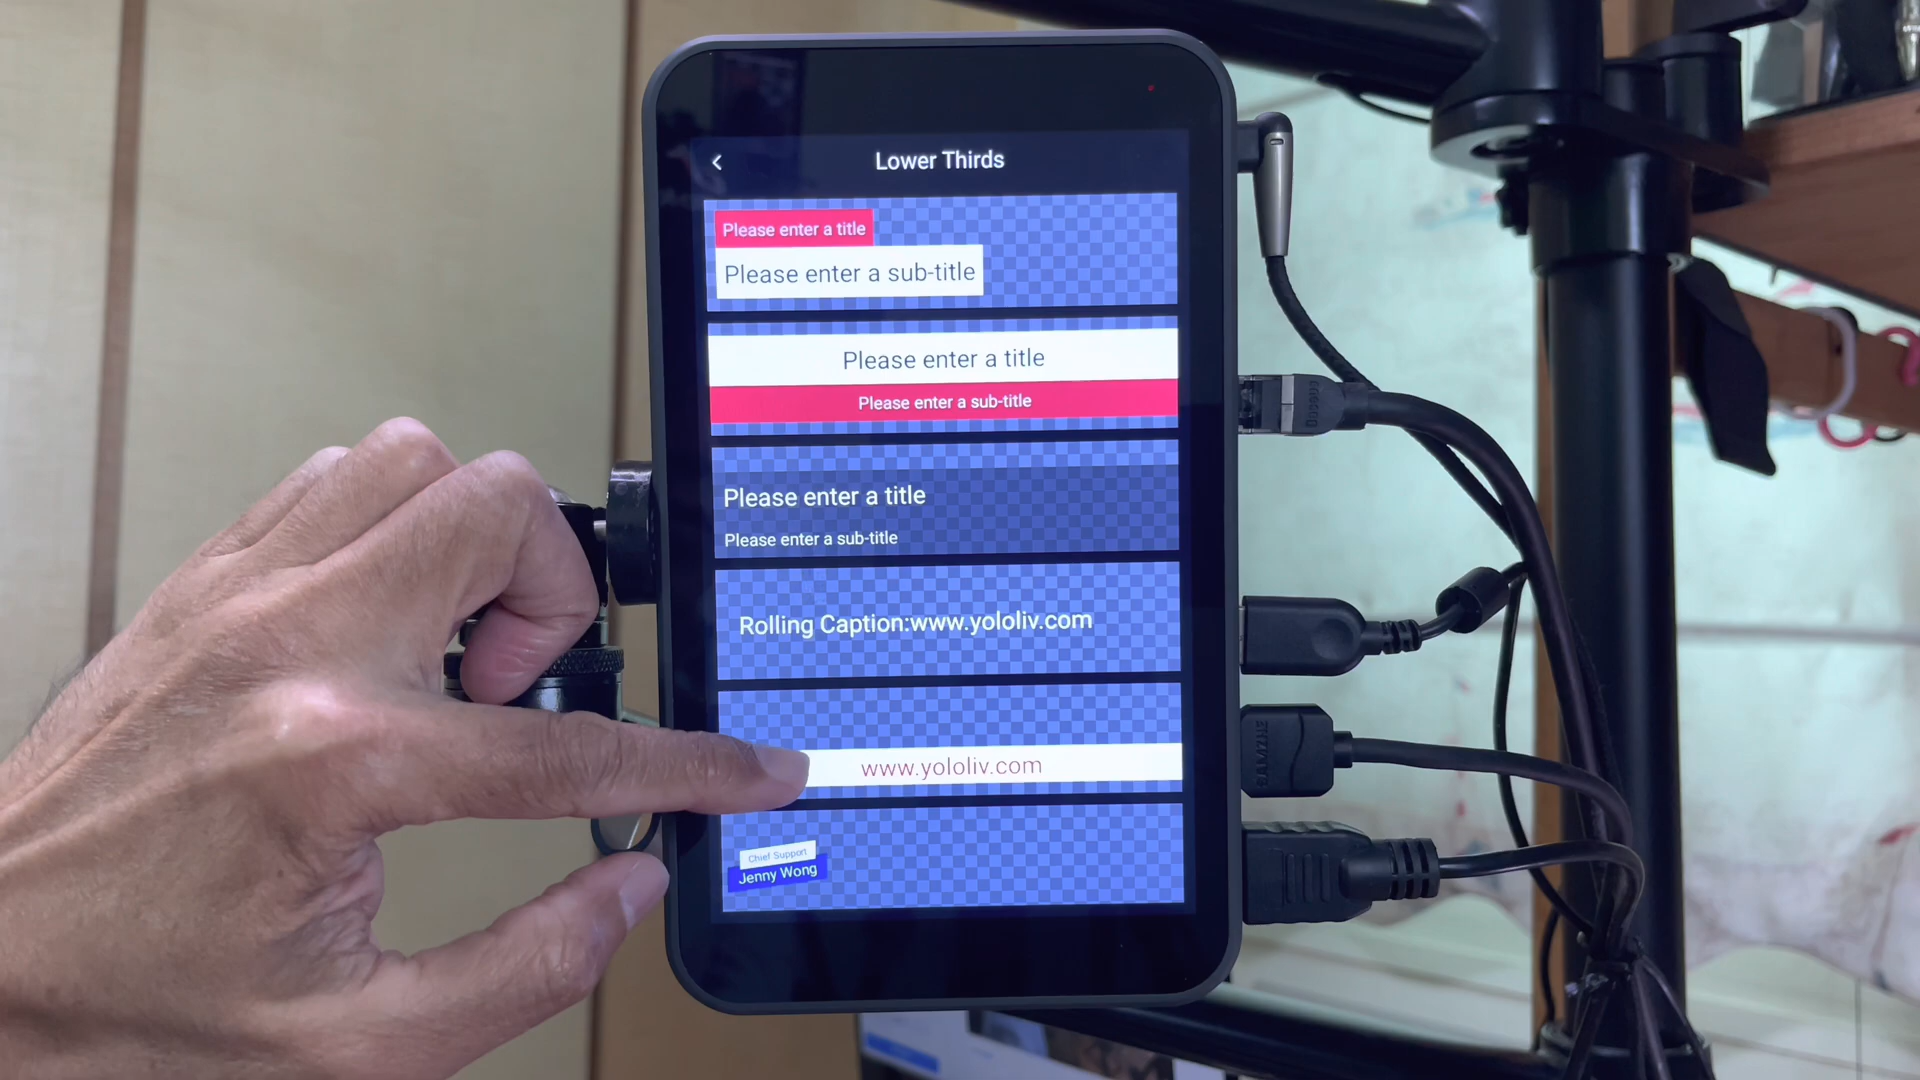 Lower Thirds
Please enter a title
Please enter a sub-title
Please enter a title
Please enter a sub-title
Please enter a title
Please enter a sub-title
Rolling Caption:www.yololiv.com
www.yololiv.com
Chief Support
Jenny Wong
SAMZHE